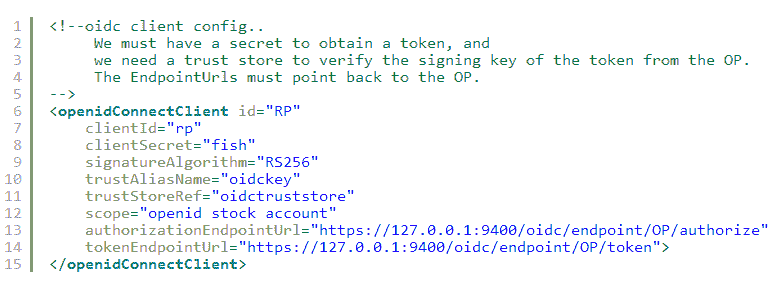 1 <!--oidc client config..
2 We must have a secret to obtain a token, and
3 we need a trust store to verify the signing key of the token from the OP.
4 The EndpointUrls must point back to the OP.
5 -->
6 <openidConnectClient id="RP"
7 clientId="rp"
8 clientSecret="fish"
9 signatureAlgorithm="RS256"
10 trustAliasName="oidckey"
11 trustStoreRef="oidctruststore"
12 scope="openid stock account"
13 authorizationEndpointUrl="https://127.0.0.1:9400/oidc/endpoint/OP/authorize"
14 tokenEndpointUrl="https://127.0.0.1:9400/oidc/endpoint/OP/token">
15 </openidConnectClient>